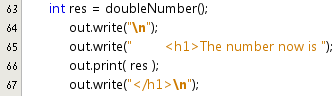 63 int res = doubleNumber();
64 out.write("\n");
65 out.write("        <h1>The number now is ");
66 out.print( res );
67 out.write("</h1>\n");